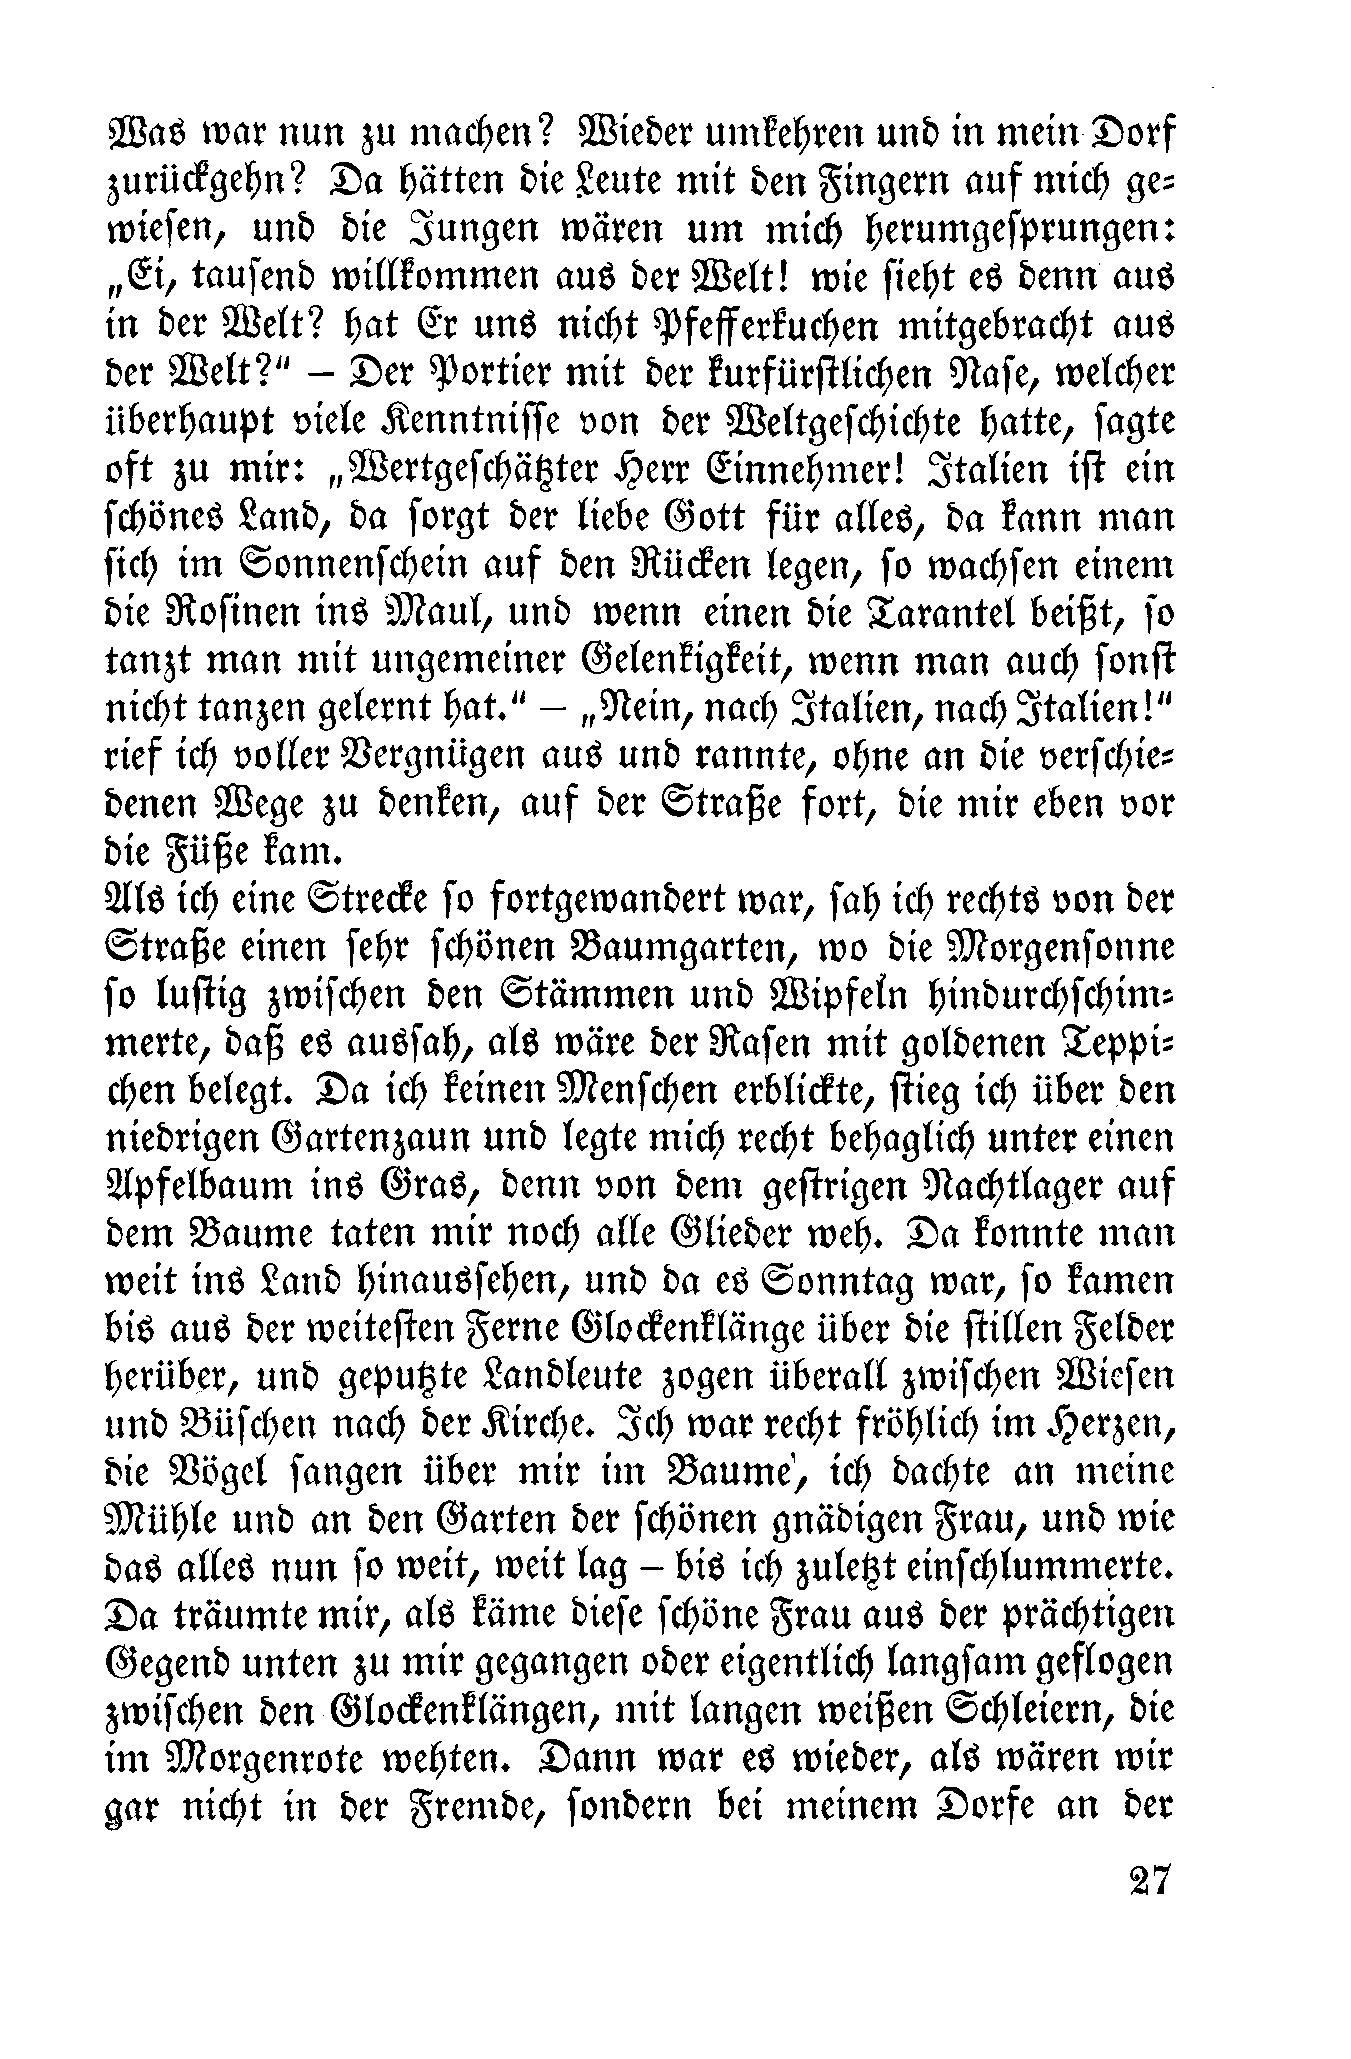 Was war nun zu machen? Wieder umkehren und in mein Dorf
zurückgehn? Da hätten die Leute mit den Fingern auf mich ge-
wiesen, und die Jungen wären um mich herumgesprungen:
„Ei, tausend willkommen aus der Welt! wie sieht es denn aus
in der Welt? hat Er uns nicht Pfefferkuchen mitgebracht aus
der Welt?“ – Der Portier mit der kurfürstlichen Nase, welcher
überhaupt viele Kenntnisse von der Weltgeschichte hatte, sagte
oft zu mir: „Wertgeschätzter Herr Einnehmer! Italien ist ein
schönes Land, da sorgt der liebe Gott für alles, da kann man
sich im Sonnenschein auf den Rücken legen, so wachsen einem
die Rosinen ins Maul, und wenn einen die Tarantel beißt, so
tanzt man mit ungemeiner Gelenkigkeit, wenn man auch sonst
nicht tanzen gelernt hat.“ – „Nein, nach Italien, nach Italien!“
rief ich voller Vergnügen aus und rannte, ohne an die verschie-
denen Wege zu denken, auf der Straße fort, die mir eben vor
die Füße kam.
Als ich eine Strecke so fortgewandert war, sah ich rechts von der
Straße einen sehr schönen Baumgarten, wo die Morgensonne
so lustig zwischen den Stämmen und Wipfeln hindurchschim-
merte, daß es aussah, als wäre der Rasen mit goldenen Teppi-
chen belegt. Da ich keinen Menschen erblickte, stieg ich über den
niedrigen Gartenzaun und legte mich recht behaglich unter einen
Apfelbaum ins Gras, denn von dem gestrigen Nachtlager auf
dem Baume taten mir noch alle Glieder weh. Da konnte man
weit ins Land hinaussehen, und da es Sonntag war, so kamen
bis aus der weitesten Ferne Glockenklänge über die stillen Felder
herüber, und geputzte Landleute zogen überall zwischen Wiesen
und Büschen nach der Kirche. Ich war recht fröhlich im Herzen,
die Vögel sangen über mir im Baume, ich dachte an meine
Mühle und an den Garten der schönen gnädigen Frau, und wie
das alles nun so weit, weit lag – bis ich zuletzt einschlummerte.
Da träumte mir, als käme diese schöne Frau aus der prächtigen
Gegend unten zu mir gegangen oder eigentlich langsam geflogen
zwischen den Glockenklängen, mit langen weißen Schleiern, die
im Morgenrote wehten. Dann war es wieder, als wären wir
gar nicht in der Fremde, sondern bei meinem Dorfe an der
27